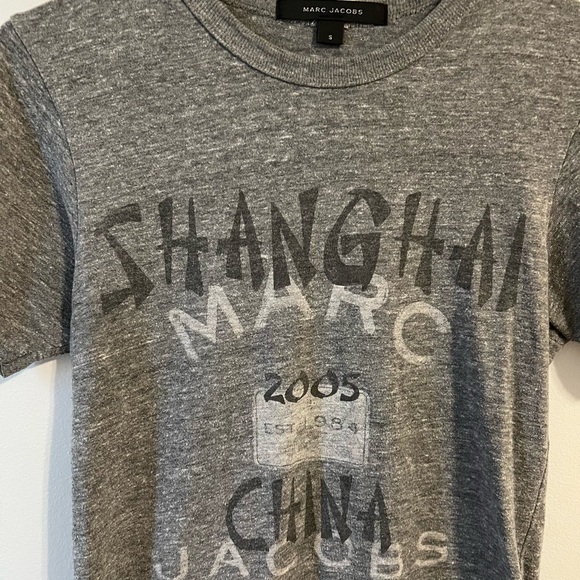 MARC JACOBS
S
SHANGHAI
MARC
2005
EST. 1984
CHINA
JACOBS